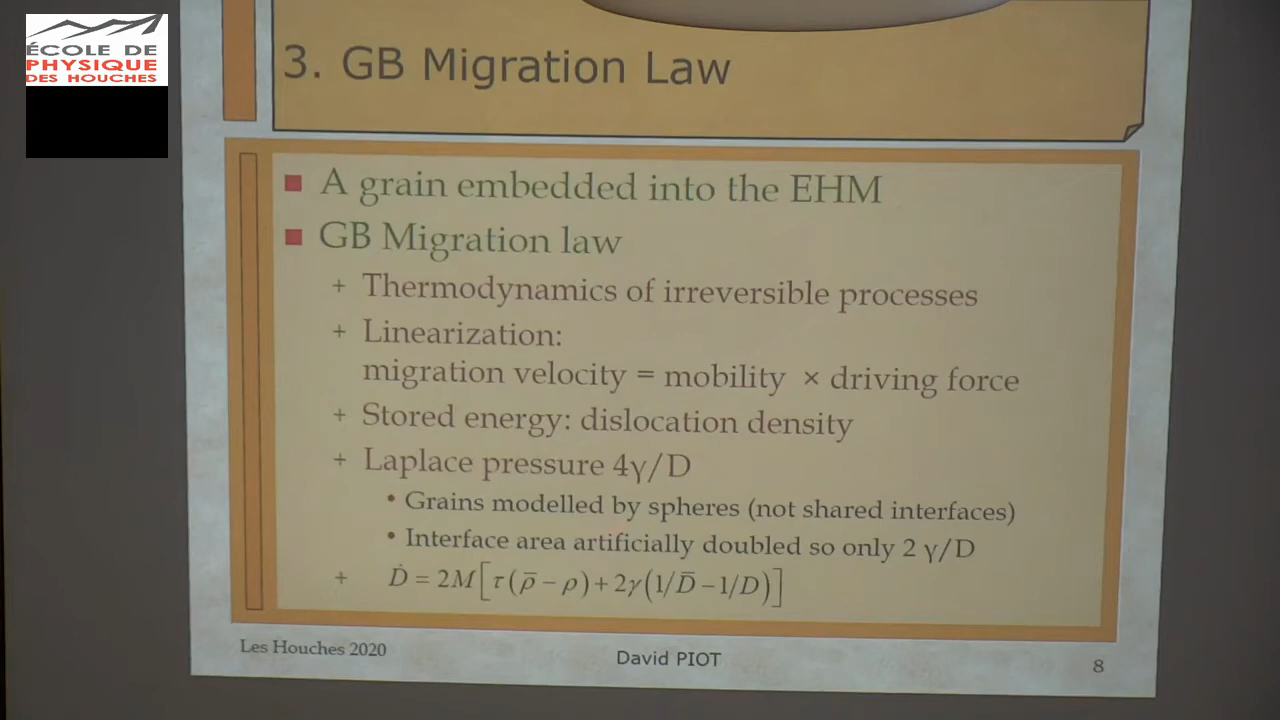 ÉCOLE DE
PHYSIQUE
DES HOUCHES
3. GB Migration Law
A grain embedded into the EHM
GB Migration law
+ Thermodynamics of irreversible processes
+ Linearization:
migration velocity = mobility × driving force
+ Stored energy: dislocation density
+ Laplace pressure 4γ/D
• Grains modelled by spheres (not shared interfaces)
• Interface area artificially doubled so only 2 γ/D
+ Ḋ = 2M[τ(ρ̄ − ρ) + 2γ(1/D̄ − 1/D)]
Les Houches 2020
David PIOT
8